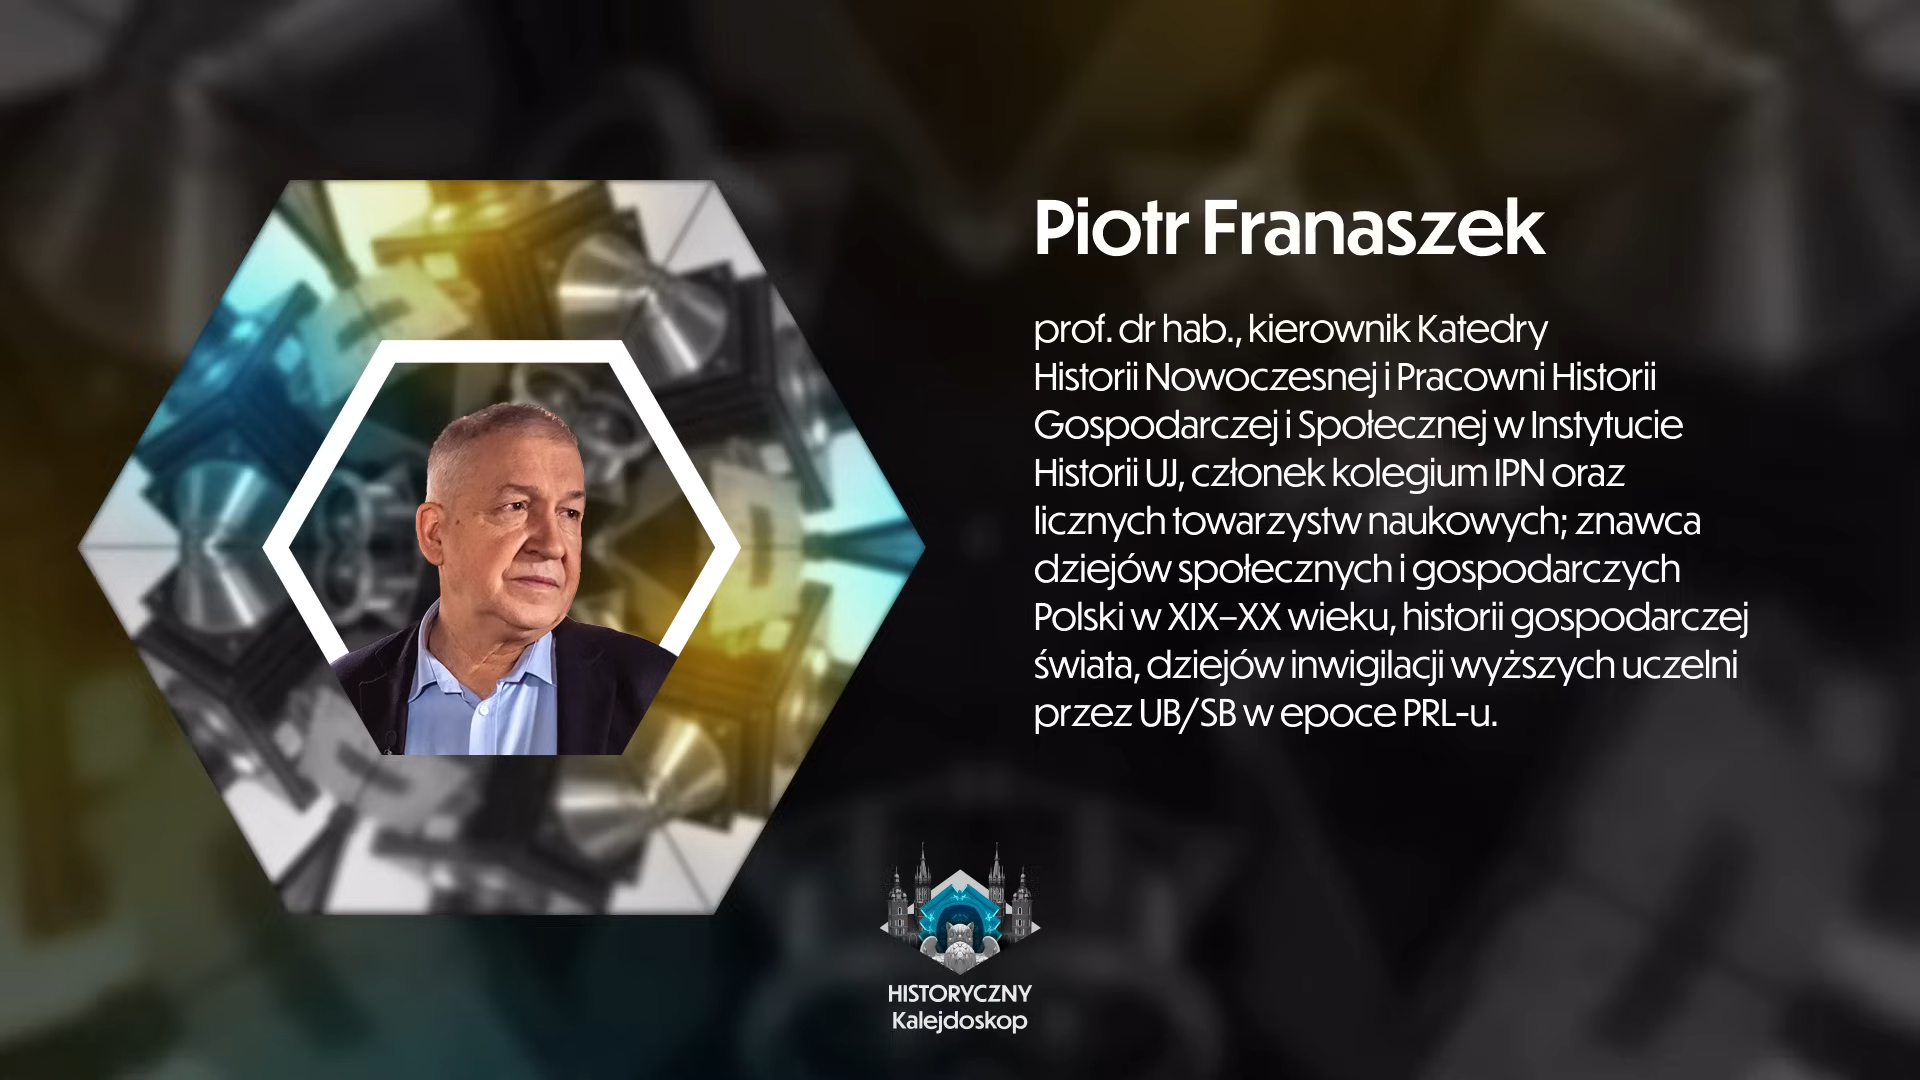 Piotr Franaszek
prof. dr hab., kierownik Katedry
Historii Nowoczesnej i Pracowni Historii
Gospodarczej i Społecznej w Instytucie
Historii UJ, członek kolegium IPN oraz
licznych towarzystw naukowych; znawca
dziejów społecznych i gospodarczych
Polski w XIX–XX wieku, historii gospodarczej
świata, dziejów inwigilacji wyższych uczelni
przez UB/SB w epoce PRL-u.
HISTORYCZNY
Kalejdoskop